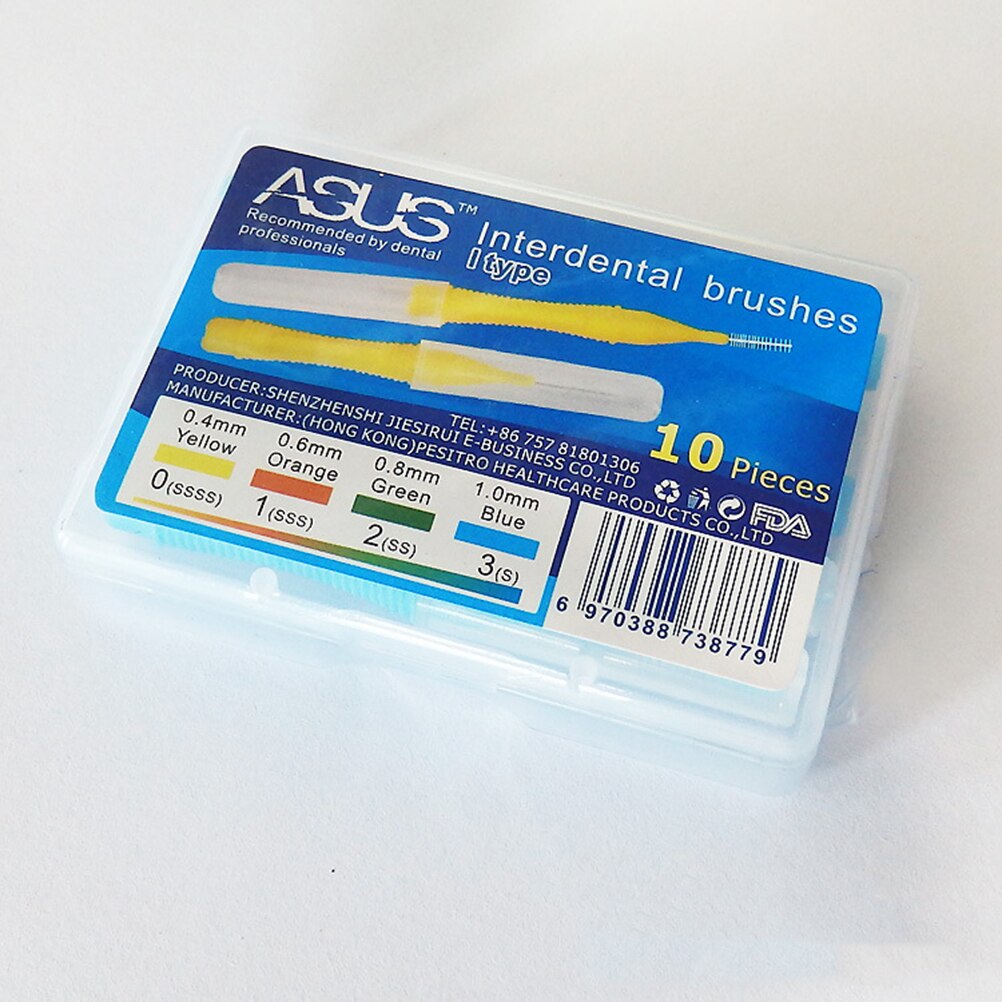 ASUS™
Recommended by dental
professionals
Interdental brushes
I type
PRODUCER:SHENZHENSHI JIESIRUI E-BUSINESS CO.,LTD
TEL:+86 757 81801306
MANUFACTURER:(HONG KONG)PESITRO HEALTHCARE PRODUCTS CO.,LTD
10 Pieces
FDA
0.4mm
Yellow
0(SSSS)
0.6mm
Orange
1(SSS)
0.8mm
Green
2(SS)
1.0mm
Blue
3(S)
6 970388 738779